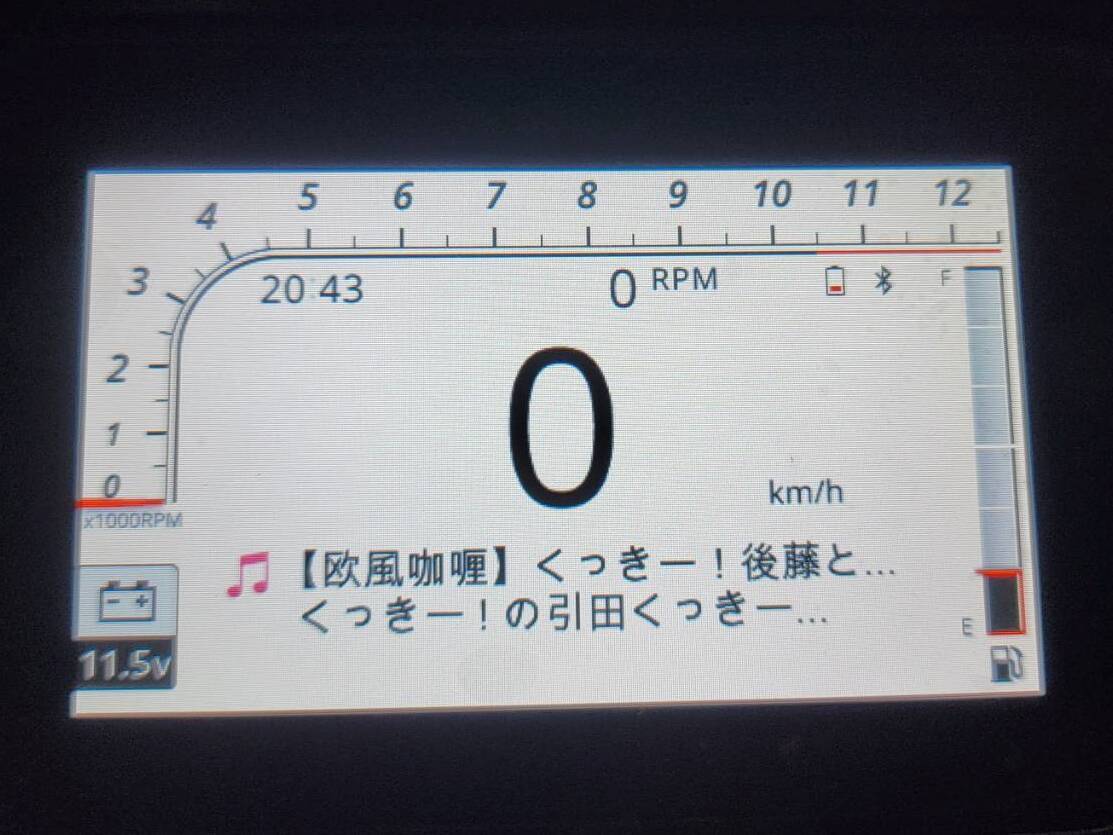 4 5 6 7 8 9 10 11 12
3
2
1
0
x1000RPM
20:43
0 RPM
F
0
km/h
【欧風咖喱】くっきー！後藤と...
くっきー！の引田くっきー...
E
11.5v